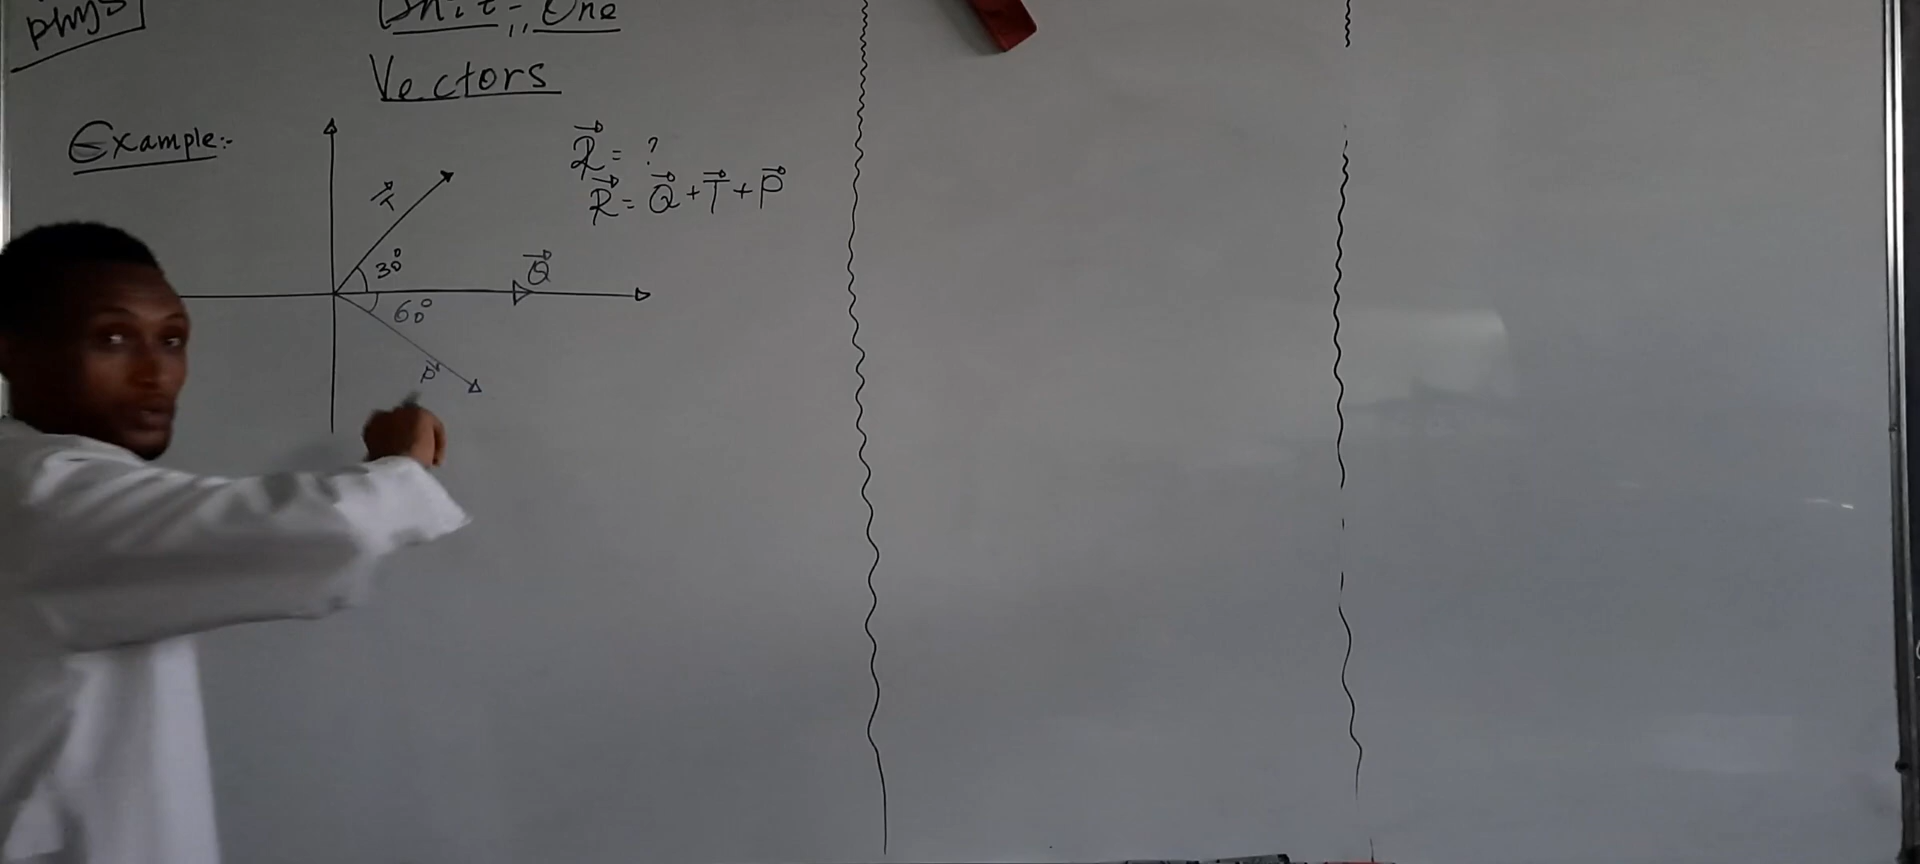 phys
Unit - One
Vectors
Example:-
R⃗ = ?
R⃗ = Q⃗ + T⃗ + P⃗
T⃗
30°
Q⃗
60°
P⃗